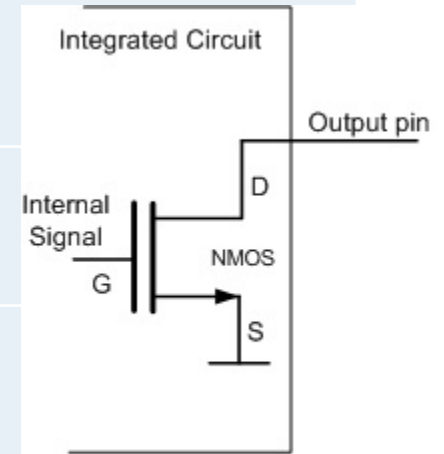 Integrated Circuit
Output pin
D
Internal
Signal
NMOS
G
S